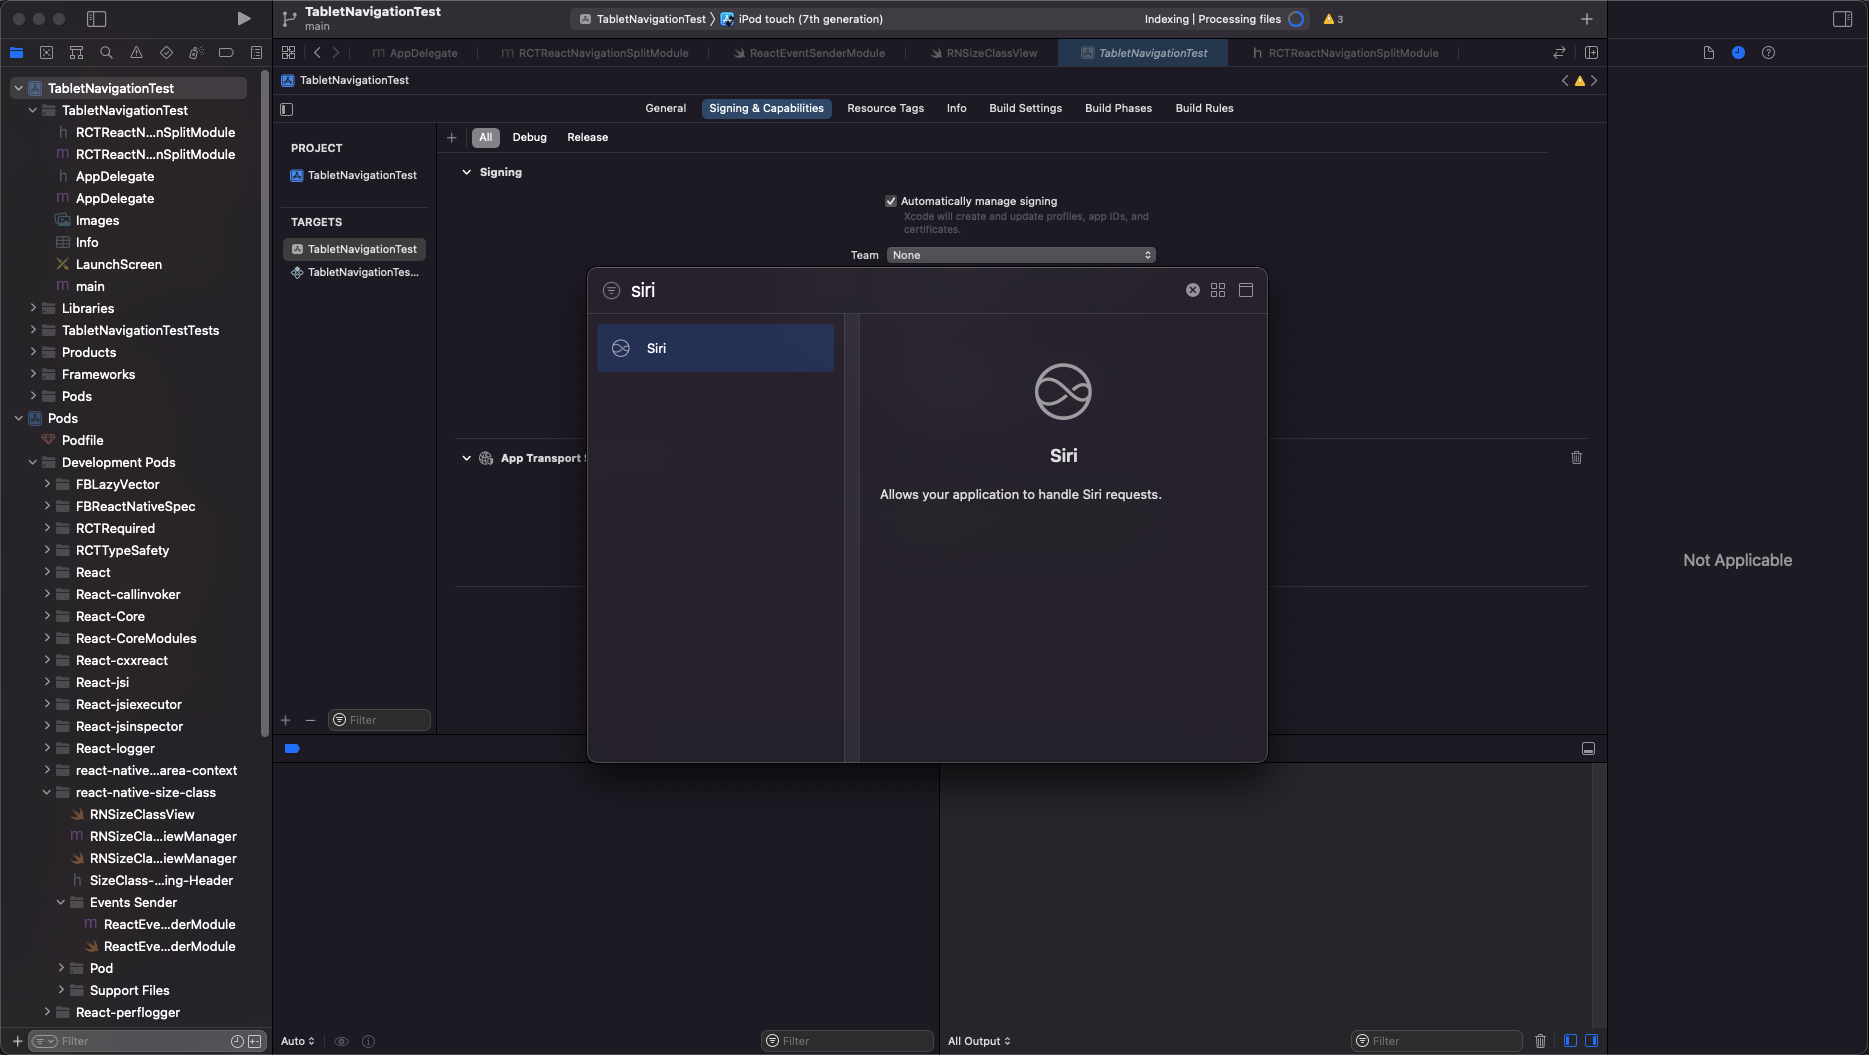 TabletNavigationTest
main
TabletNavigationTest
iPod touch (7th generation)
Indexing | Processing files
3
AppDelegate
RCTReactNavigationSplitModule
ReactEventSenderModule
RNSizeClassView
TabletNavigationTest
RCTReactNavigationSplitModule
TabletNavigationTest
General
Signing & Capabilities
Resource Tags
Info
Build Settings
Build Phases
Build Rules
TabletNavigationTest
TabletNavigationTest
h RCTReactN...nSplitModule
m RCTReactN...nSplitModule
h AppDelegate
m AppDelegate
Images
Info
LaunchScreen
m main
Libraries
TabletNavigationTestTests
Products
Frameworks
Pods
Pods
Podfile
Development Pods
FBLazyVector
FBReactNativeSpec
RCTRequired
RCTTypeSafety
React
React-callinvoker
React-Core
React-CoreModules
React-cxxreact
React-jsi
React-jsiexecutor
React-jsinspector
React-logger
react-native...area-context
react-native-size-class
RNSizeClassView
m RNSizeCla...iewManager
RNSizeCla...iewManager
h SizeClass-...ing-Header
Events Sender
m ReactEve...derModule
ReactEve...derModule
Pod
Support Files
React-perflogger
Filter
PROJECT
TabletNavigationTest
TARGETS
TabletNavigationTest
TabletNavigationTes...
Filter
All
Debug
Release
Signing
Automatically manage signing
Xcode will create and update profiles, app IDs, and
certificates.
Team
None
App Transport S
siri
Siri
Siri
Allows your application to handle Siri requests.
Not Applicable
Auto
Filter
All Output
Filter